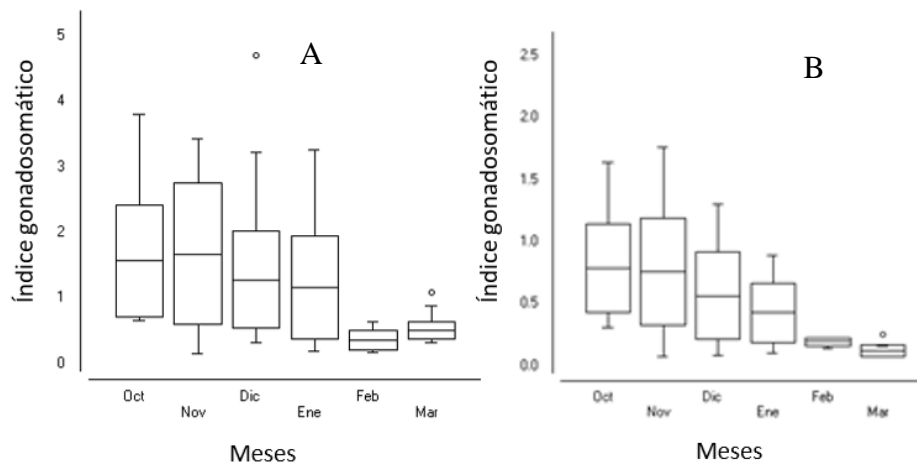 A
Índice gonadosomático
5
4
3
2
1
0
Oct
Nov
Dic
Ene
Feb
Mar
Meses
B
Índice gonadosomático
2.5
2.0
1.5
1.0
0.5
0.0
Oct
Nov
Dic
Ene
Feb
Mar
Meses